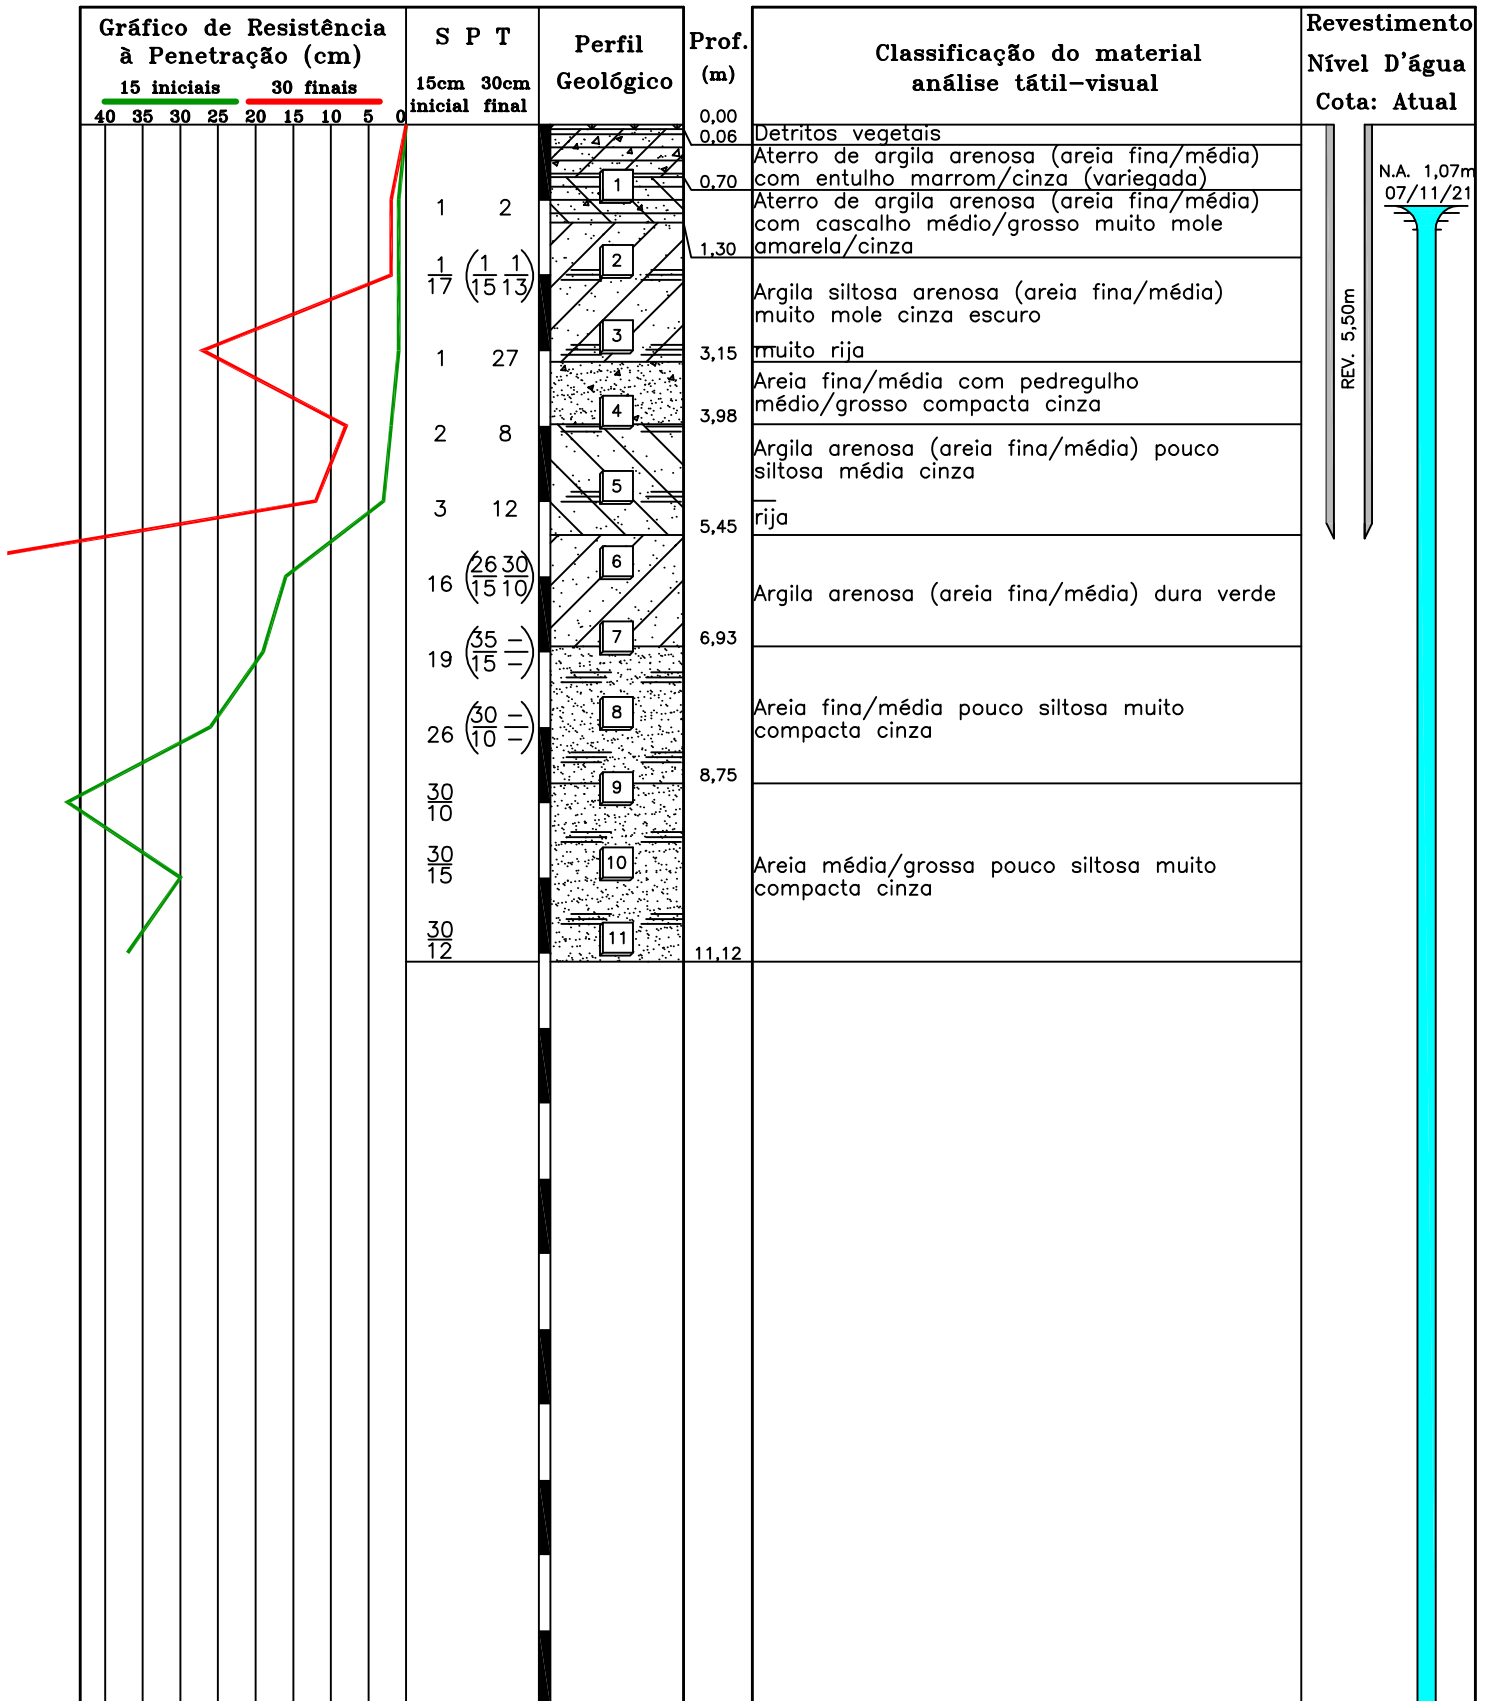 Gráfico de Resistência
à Penetração (cm)
15 iniciais 30 finais
40 35 30 25 20 15 10 5 0
S P T
15cm 30cm
inicial final
Perfil
Geológico
Prof.
(m)
Classificação do material
análise tátil-visual
Revestimento
Nível D'água
Cota: Atual
0,00
0,06 Detritos vegetais
Aterro de argila arenosa (areia fina/média)
0,70 com entulho marrom/cinza (variegada)
N.A. 1,07m
07/11/21
1
1 2
Aterro de argila arenosa (areia fina/média)
com cascalho médio/grosso muito mole
1,30 amarela/cinza
1/17 (1/15 1/13)
2
Argila siltosa arenosa (areia fina/média)
muito mole cinza escuro
REV. 5,50m
3
1 27
3,15 muito rija
Areia fina/média com pedregulho
médio/grosso compacta cinza
4
3,98
2 8
Argila arenosa (areia fina/média) pouco
siltosa média cinza
5
3 12
rija
5,45
6
16 (26/15 30/10)
Argila arenosa (areia fina/média) dura verde
7
6,93
19 (35/15 –/–)
8
Areia fina/média pouco siltosa muito
compacta cinza
26 (30/10 –/–)
8,75
9
30/10
10
30/15
Areia média/grossa pouco siltosa muito
compacta cinza
11
30/12
11,12